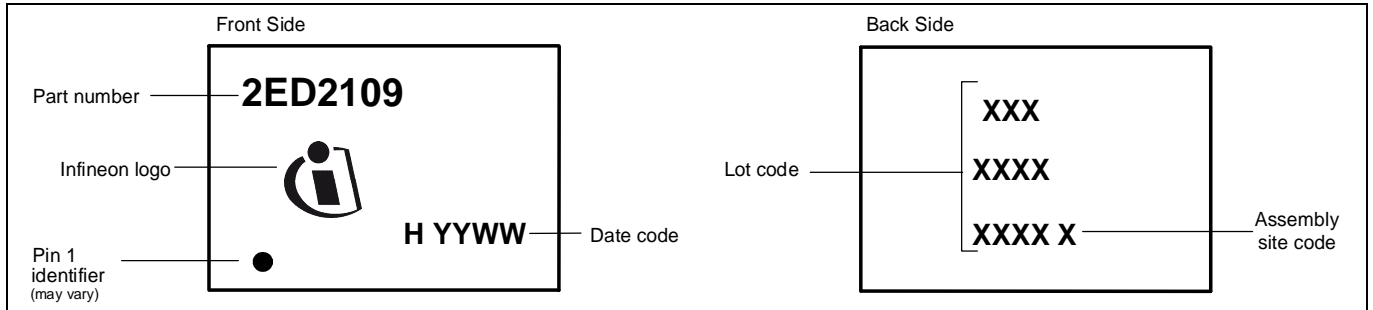 Front Side
Part number
2ED2109
Infineon logo
H YYWW
Date code
Pin 1
identifier
(may vary)
Back Side
XXX
Lot code
XXXX
XXXX X
Assembly
site code